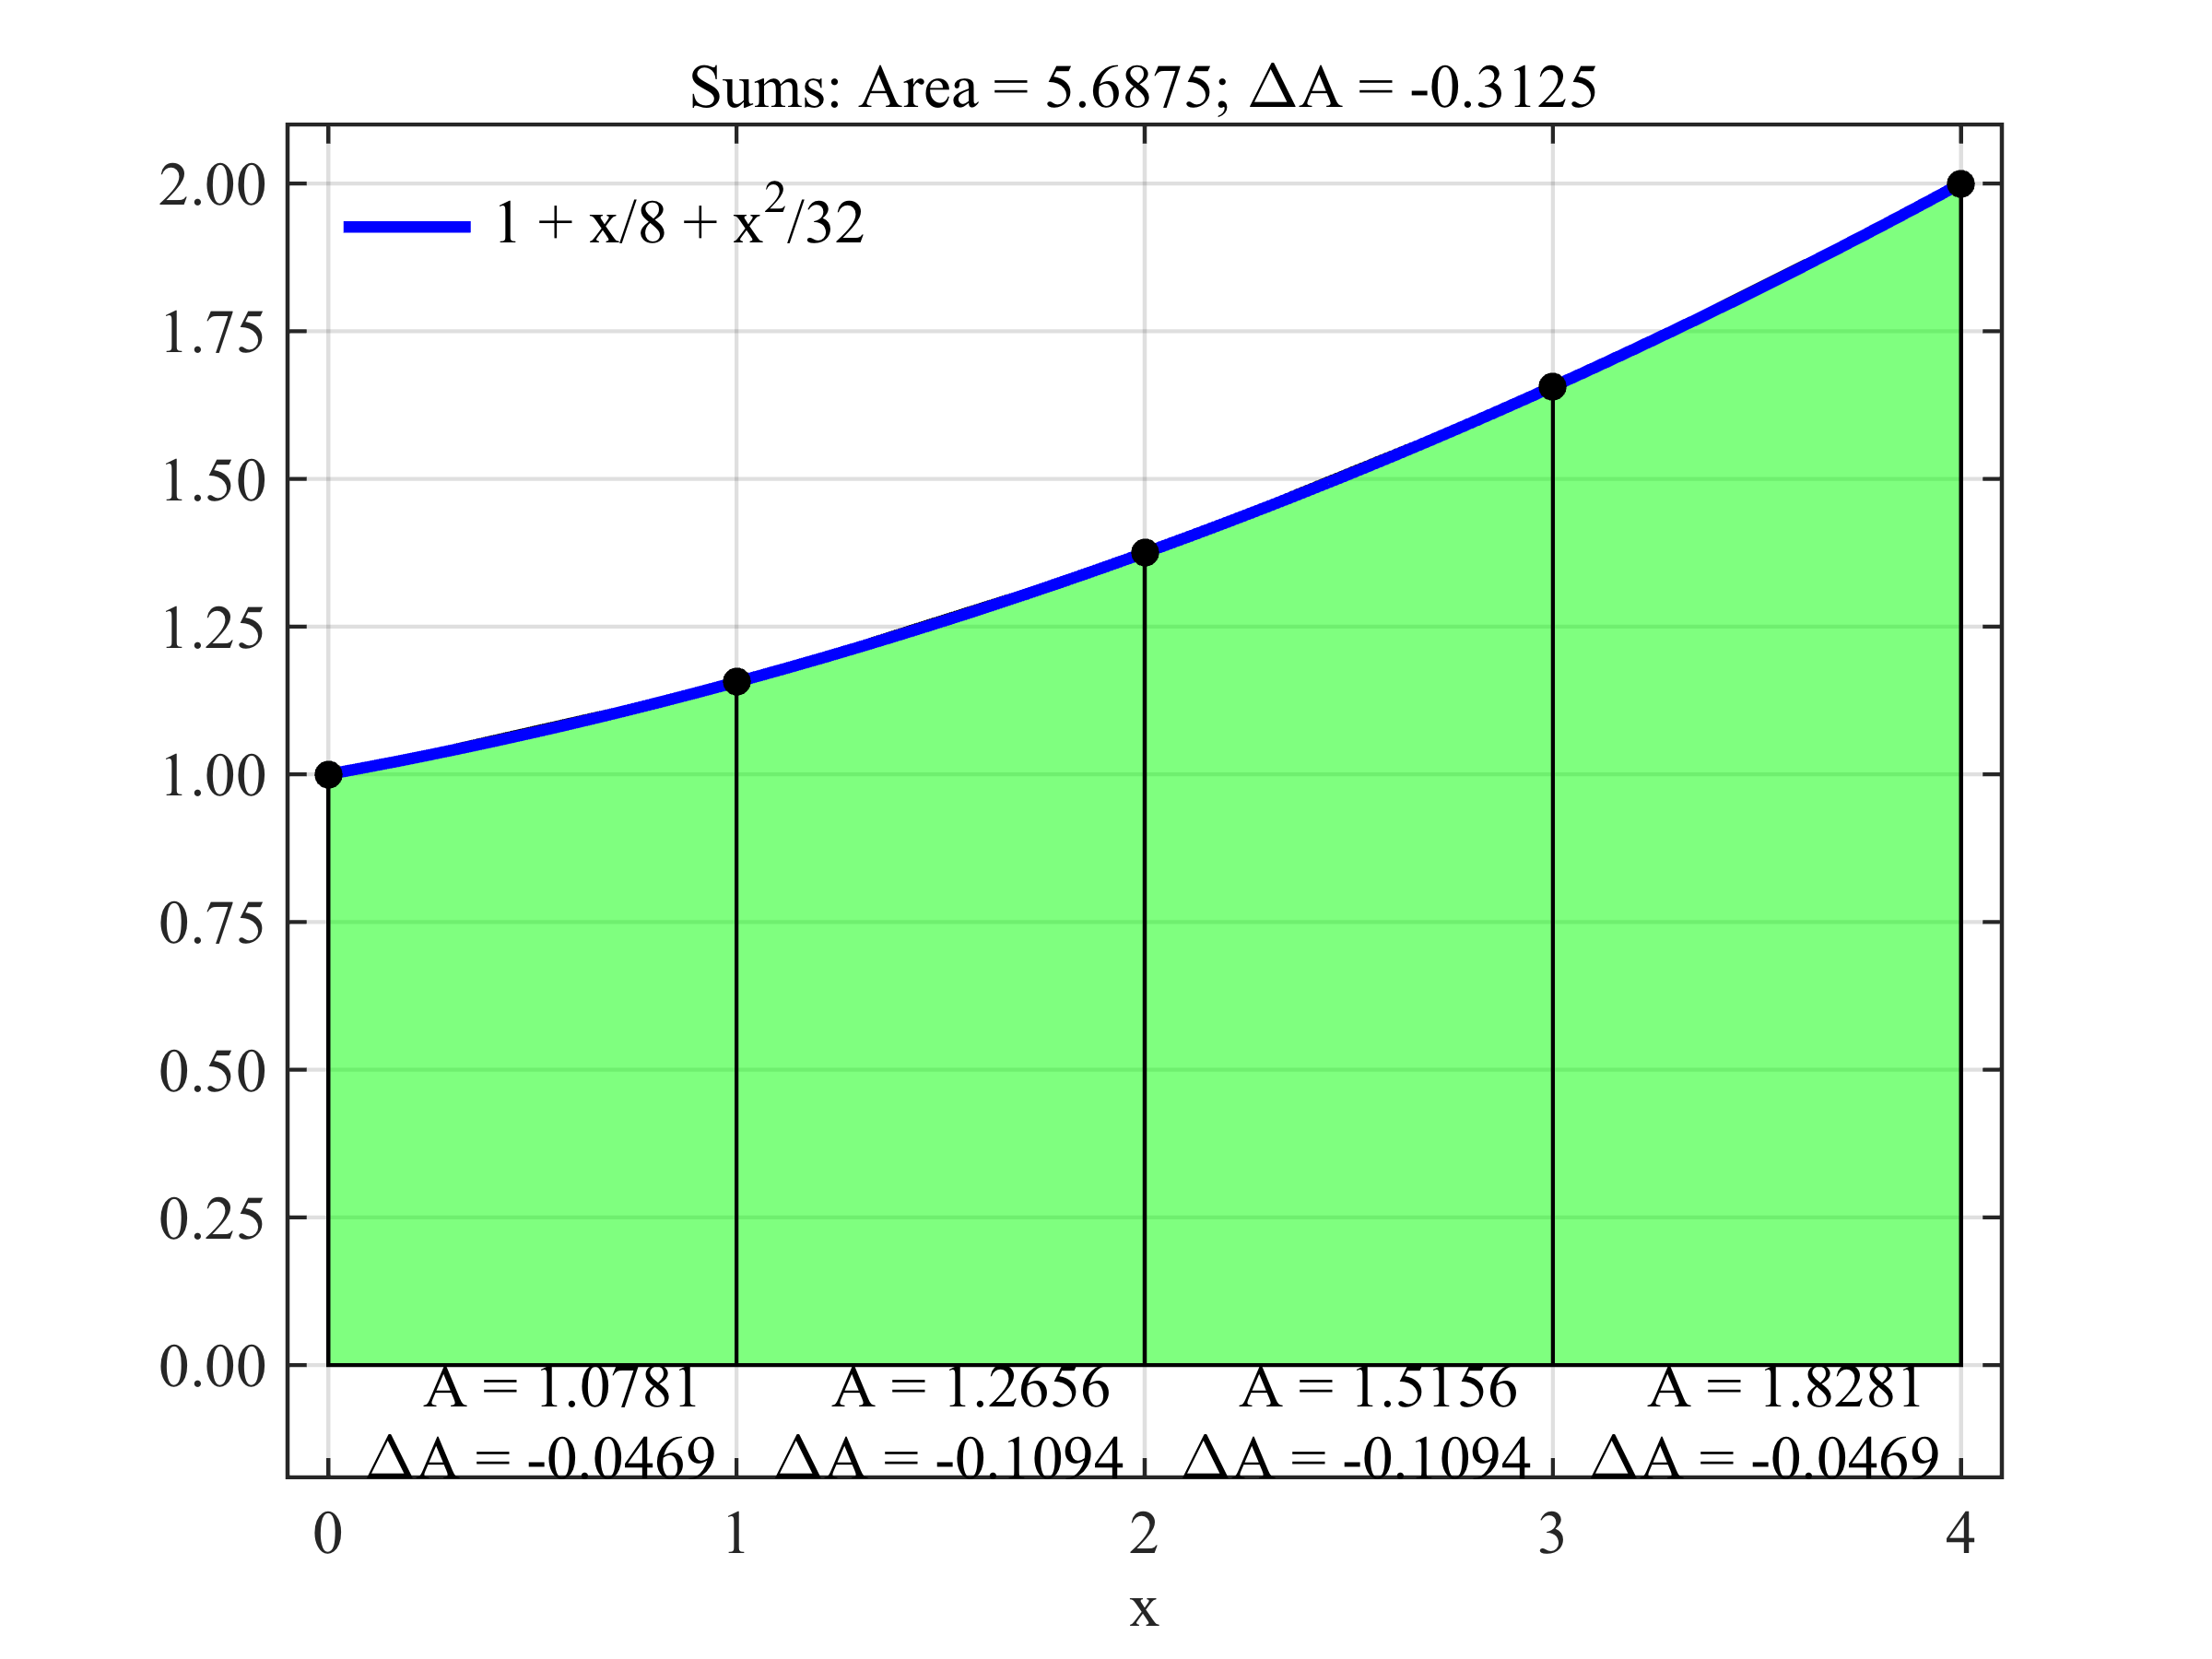 Sums: Area = 5.6875; ΔA = -0.3125
1 + x/8 + x²/32
2.00
1.75
1.50
1.25
1.00
0.75
0.50
0.25
0.00
A = 1.0781 A = 1.2656 A = 1.5156 A = 1.8281
ΔA = -0.0469 ΔA = -0.1094 ΔA = -0.1094 ΔA = -0.0469
0 1 2 3 4
x